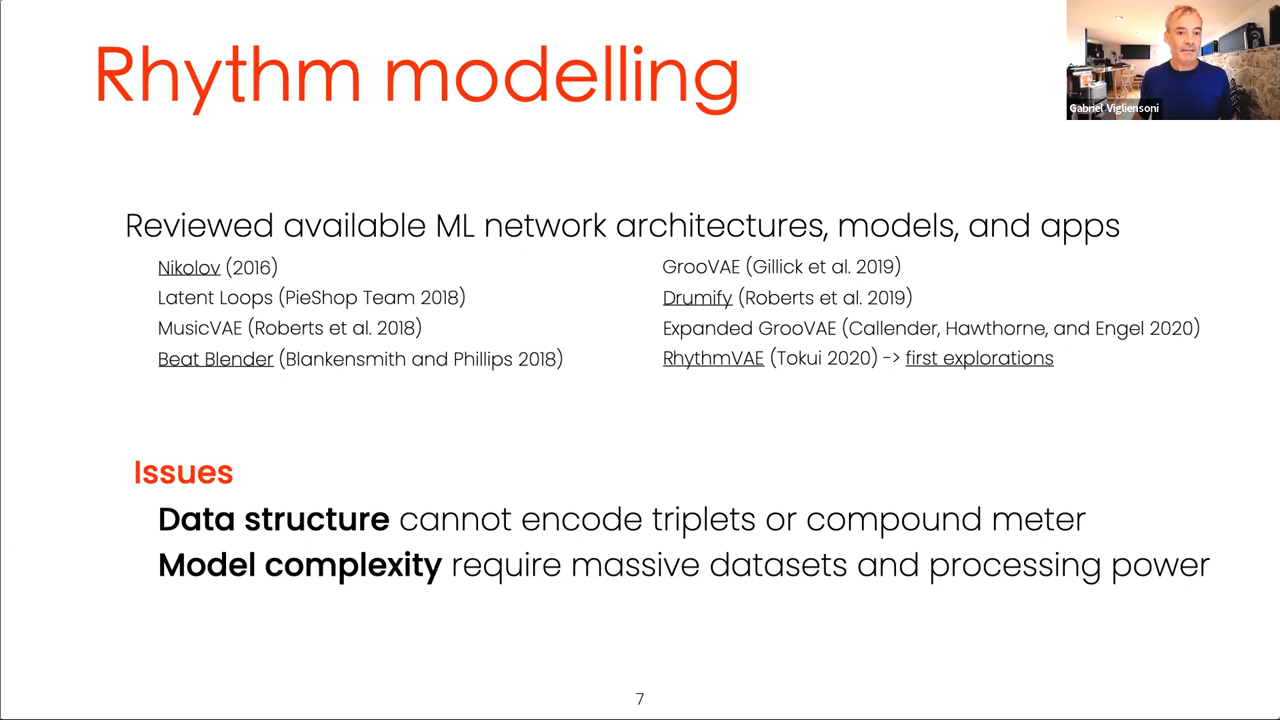 Rhythm modelling
Gabriel Vigliensoni
Reviewed available ML network architectures, models, and apps
Nikolov (2016)
Latent Loops (PieShop Team 2018)
MusicVAE (Roberts et al. 2018)
Beat Blender (Blankensmith and Phillips 2018)
GrooVAE (Gillick et al. 2019)
Drumify (Roberts et al. 2019)
Expanded GrooVAE (Callender, Hawthorne, and Engel 2020)
RhythmVAE (Tokui 2020) -> first explorations
Issues
Data structure cannot encode triplets or compound meter
Model complexity require massive datasets and processing power
7